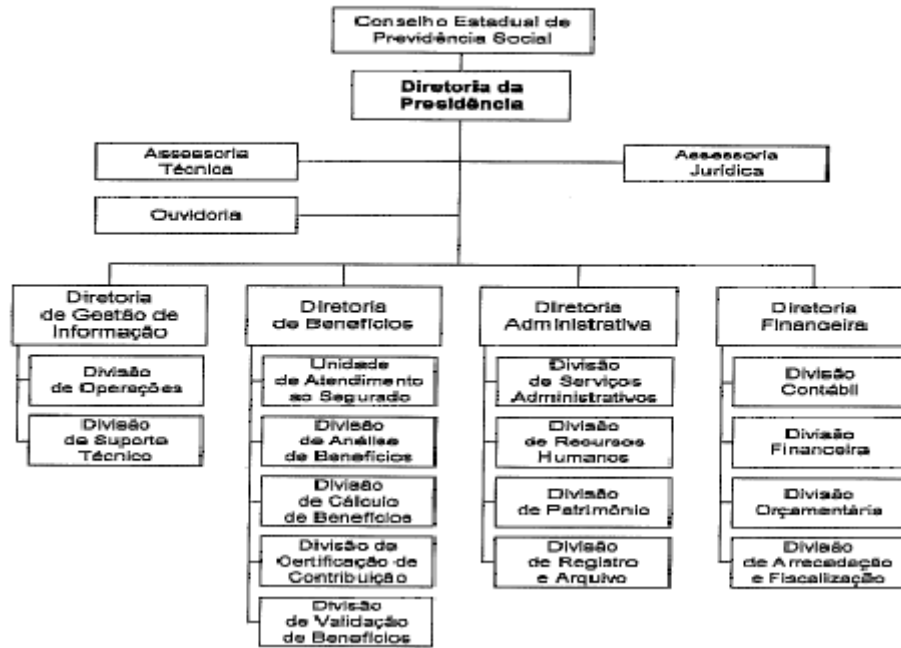 Conselho Estadual de
Previdência Social
Diretoria da
Presidência
Assessoria
Técnica
Assessoria
Jurídica
Ouvidoria
Diretoria
de Gestão de
Informação
Divisão
de Operações
Divisão
de Suporte
Técnico
Diretoria
de Benefícios
Unidade
de Atendimento
ao Segurado
Divisão
de Análise
de Benefícios
Divisão
de Cálculo
de Benefícios
Divisão de
Certificação de
Contribuição
Divisão
de Validação
de Benefícios
Diretoria
Administrativa
Divisão
de Serviços
Administrativos
Divisão
de Recursos
Humanos
Divisão
de Patrimônio
Divisão
de Registro
e Arquivo
Diretoria
Financeira
Divisão
Contábil
Divisão
Financeira
Divisão
Orçamentária
Divisão
de Arrecadação
e Fiscalização